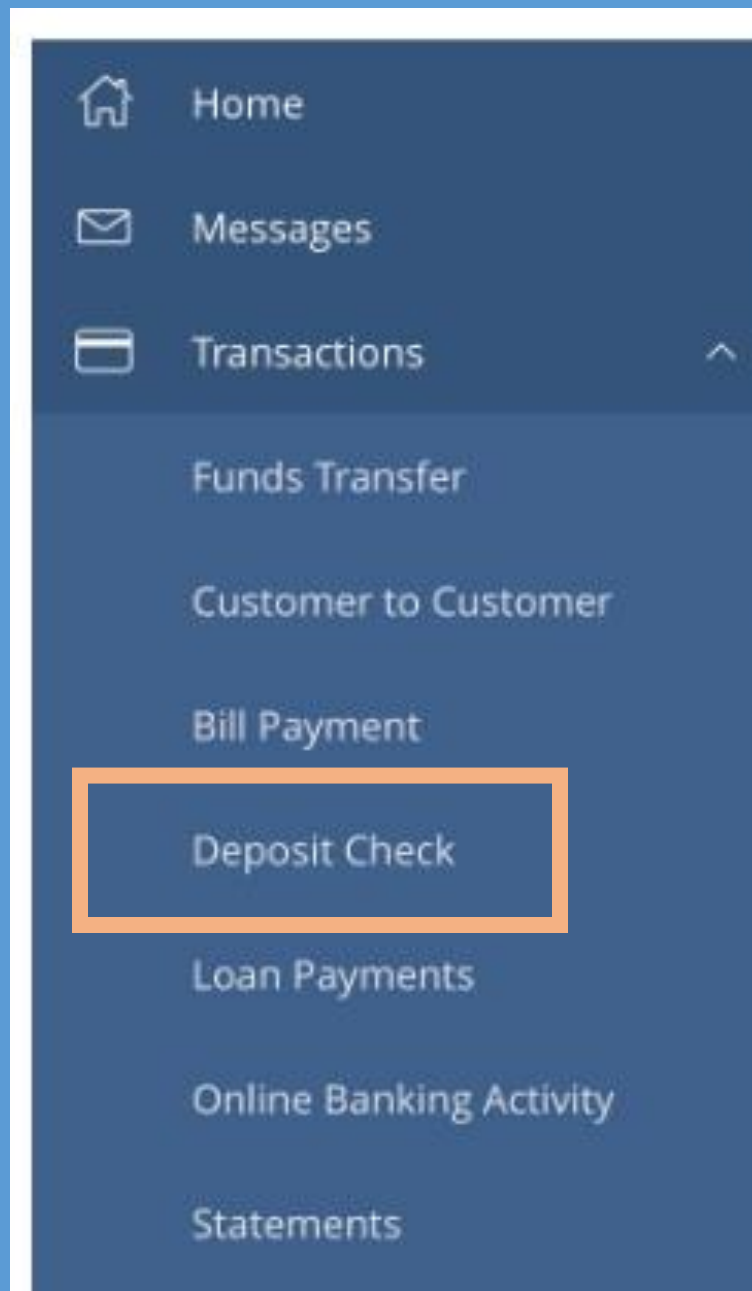 Home
Messages
Transactions
Funds Transfer
Customer to Customer
Bill Payment
Deposit Check
Loan Payments
Online Banking Activity
Statements